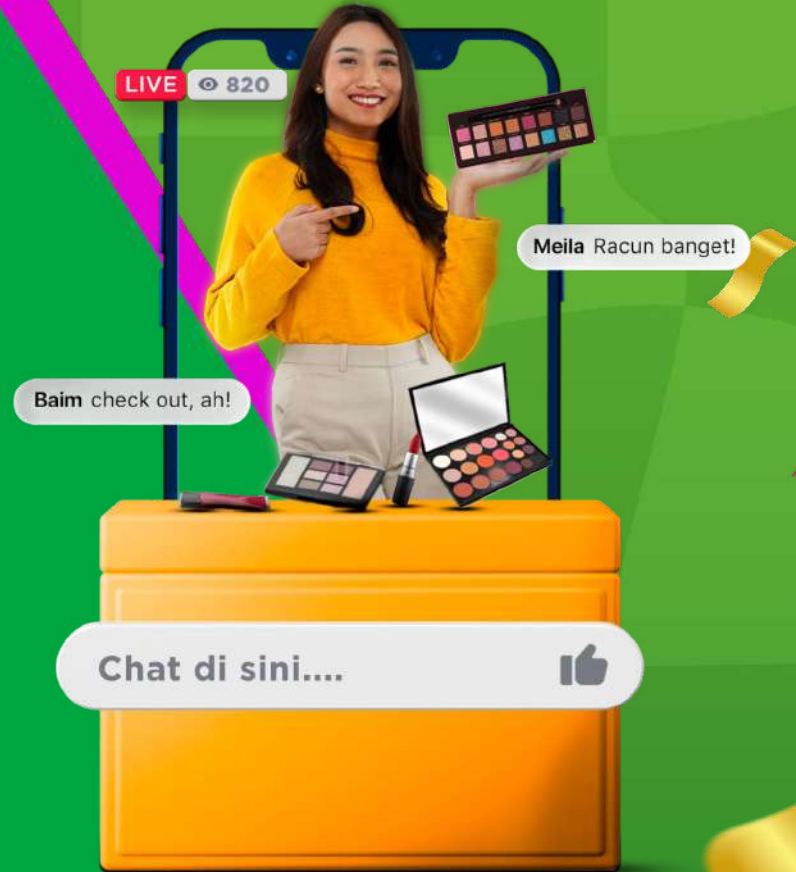 LIVE 820
Meila Racun banget!
Baim check out, ah!
Chat di sini....